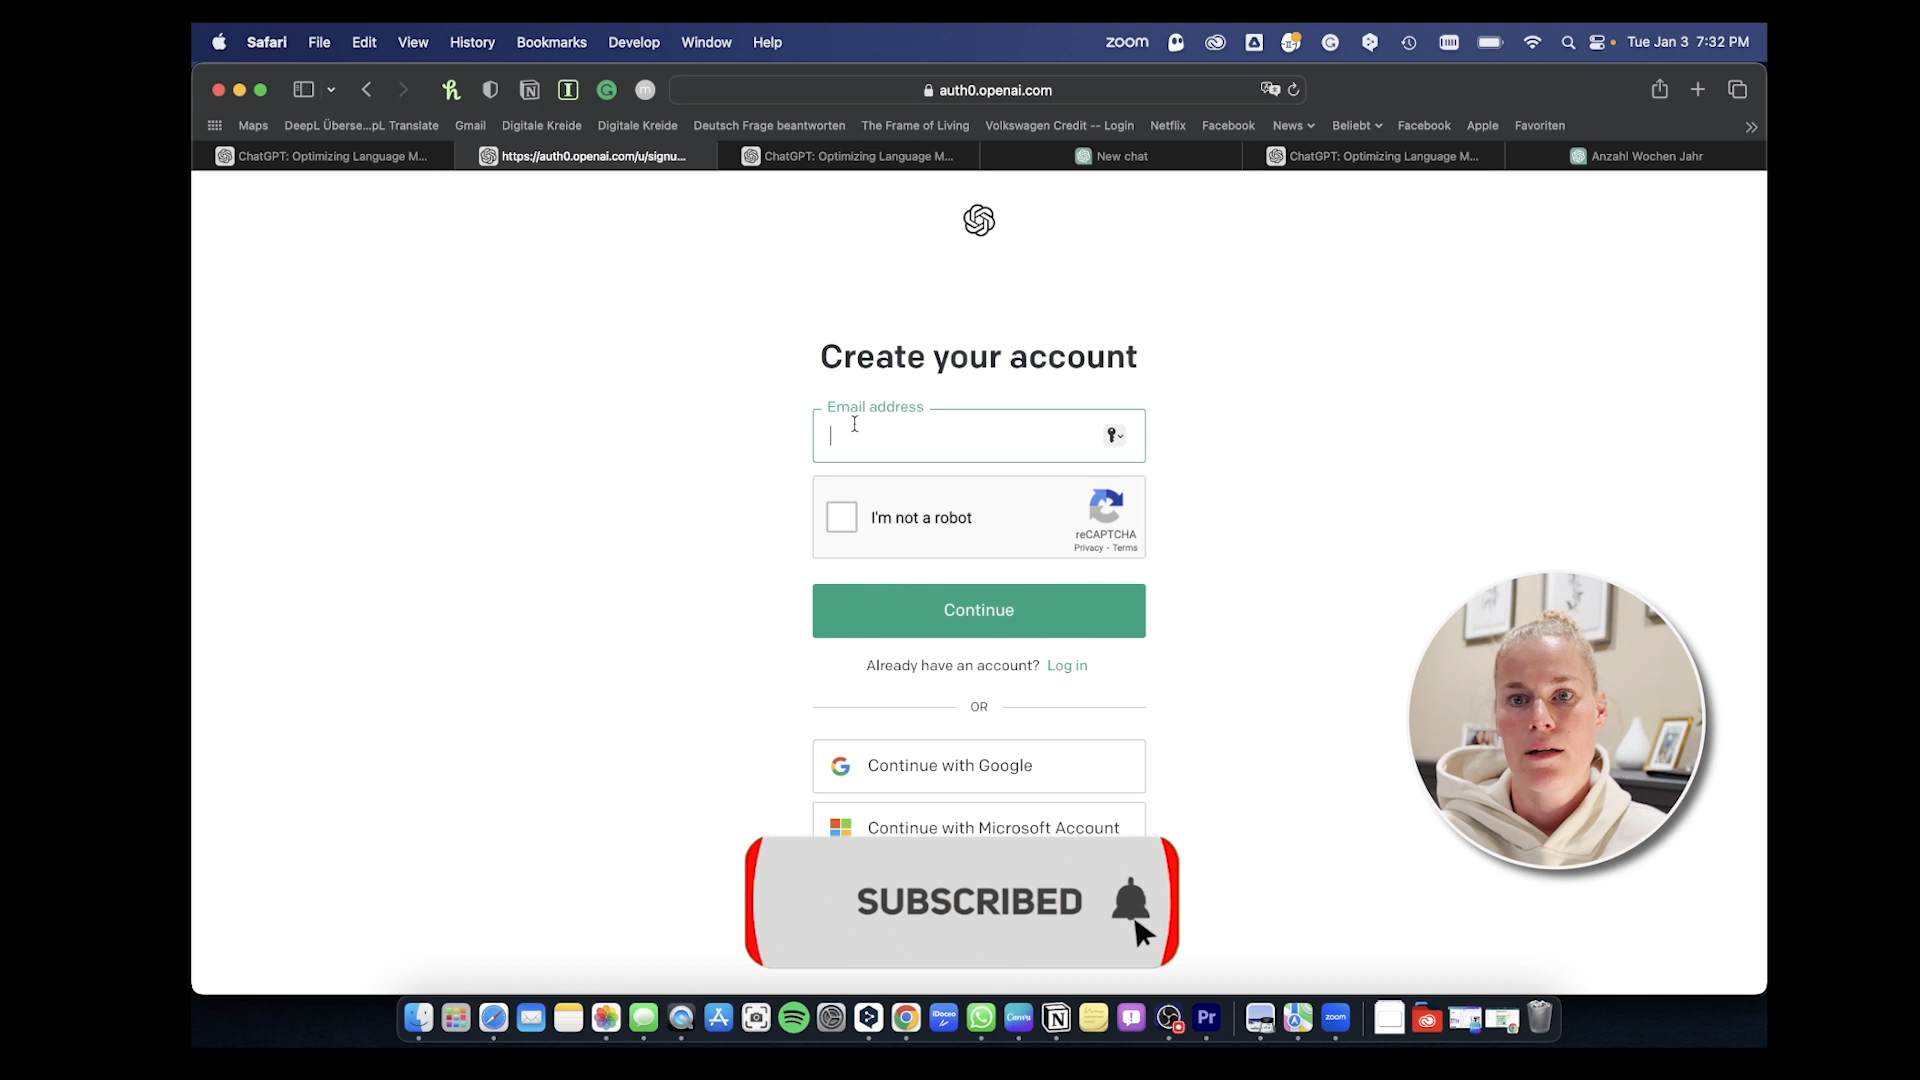 Safari File Edit View History Bookmarks Develop Window Help zoom Tue Jan 3 7:32 PM
auth0.openai.com
Maps DeepL Überse...pL Translate Gmail Digitale Kreide Digitale Kreide Deutsch Frage beantworten The Frame of Living Volkswagen Credit -- Login Netflix Facebook News Beliebt Facebook Apple Favoriten
ChatGPT: Optimizing Language M... https://auth0.openai.com/u/signu... ChatGPT: Optimizing Language M... New chat ChatGPT: Optimizing Language M... Anzahl Wochen Jahr
Create your account
Email address
I'm not a robot
reCAPTCHA
Privacy - Terms
Continue
Already have an account? Log in
OR
Continue with Google
Continue with Microsoft Account
SUBSCRIBED
iDoceo Canva Pr zoom